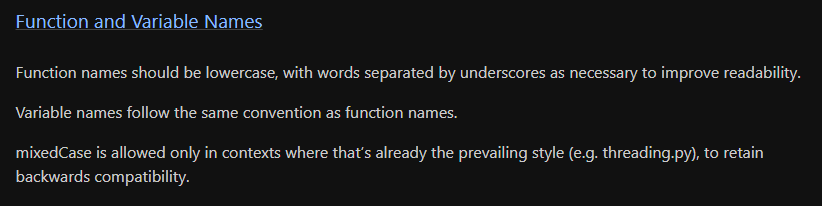 Function and Variable Names
Function names should be lowercase, with words separated by underscores as necessary to improve readability.
Variable names follow the same convention as function names.
mixedCase is allowed only in contexts where that’s already the prevailing style (e.g. threading.py), to retain
backwards compatibility.